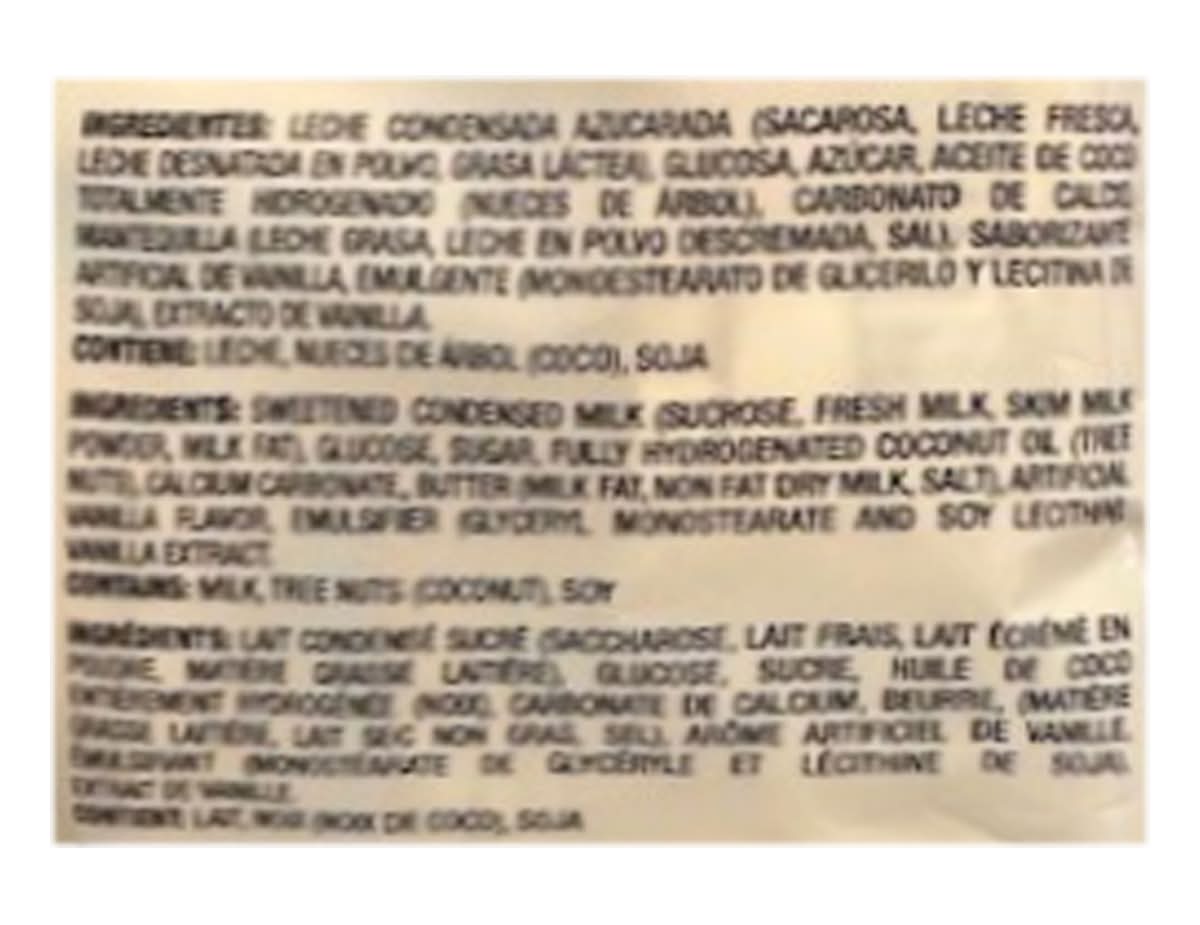 INGREDIENTES: LECHE CONDENSADA AZUCARADA (SACAROSA, LECHE FRESCA,
LECHE DESNATADA EN POLVO, GRASA LÁCTEA), GLUCOSA, AZÚCAR, ACEITE DE COCO
TOTALMENTE HIDROGENADO (NUECES DE ÁRBOL), CARBONATO DE CALCIO
MANTEQUILLA (LECHE GRASA, LECHE EN POLVO DESCREMADA, SAL), SABORIZANTE
ARTIFICIAL DE VAINILLA, EMULGENTE (MONOESTEARATO DE GLICERILO Y LECITINA DE
SOJA), EXTRACTO DE VAINILLA.
CONTIENE: LECHE, NUECES DE ÁRBOL (COCO), SOJA
INGREDIENTS: SWEETENED CONDENSED MILK (SUCROSE, FRESH MILK, SKIM MILK
POWDER, MILK FAT), GLUCOSE, SUGAR, FULLY HYDROGENATED COCONUT OIL (TREE
NUTS), CALCIUM CARBONATE, BUTTER (MILK FAT, NON FAT DRY MILK, SALT), ARTIFICIAL
VANILLA FLAVOR, EMULSIFIER (GLYCERYL MONOSTEARATE AND SOY LECITHIN),
VANILLA EXTRACT.
CONTAINS: MILK, TREE NUTS (COCONUT), SOY
INGRÉDIENTS: LAIT CONDENSÉ SUCRÉ (SACCHAROSE, LAIT FRAIS, LAIT ÉCRÉMÉ EN
POUDRE, MATIÈRE GRASSE LAITIÈRE), GLUCOSE, SUCRE, HUILE DE COCO
ENTIÈREMENT HYDROGÉNÉE (NOIX), CARBONATE DE CALCIUM, BEURRE, (MATIÈRE
GRASSE LAITIÈRE, LAIT SEC NON GRAS, SEL), ARÔME ARTIFICIEL DE VANILLE,
ÉMULSIFIANT (MONOSTÉARATE DE GLYCÉRYLE ET LÉCITHINE DE SOJA),
EXTRAIT DE VANILLE.
CONTIENT: LAIT, NOIX (NOIX DE COCO), SOJA